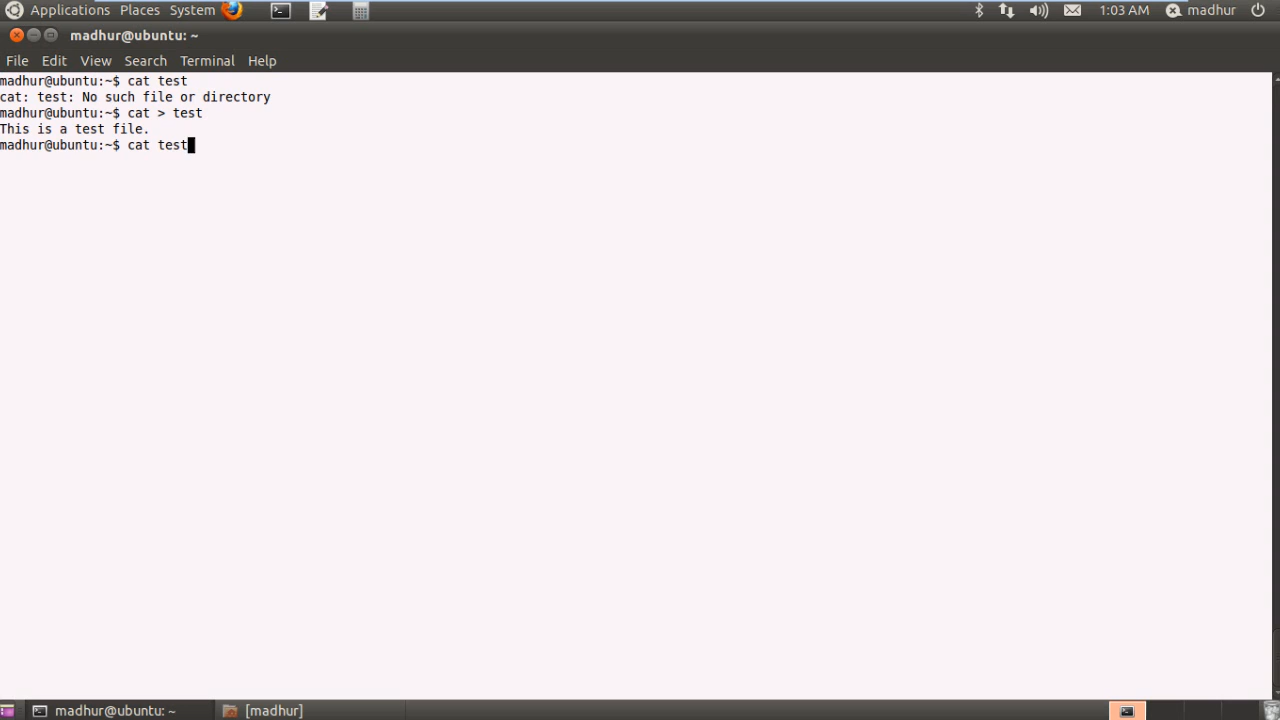 Applications Places System 1:03 AM madhur
madhur@ubuntu: ~
File Edit View Search Terminal Help
madhur@ubuntu:~$ cat test
cat: test: No such file or directory
madhur@ubuntu:~$ cat > test
This is a test file.
madhur@ubuntu:~$ cat test
madhur@ubuntu: ~ [madhur]